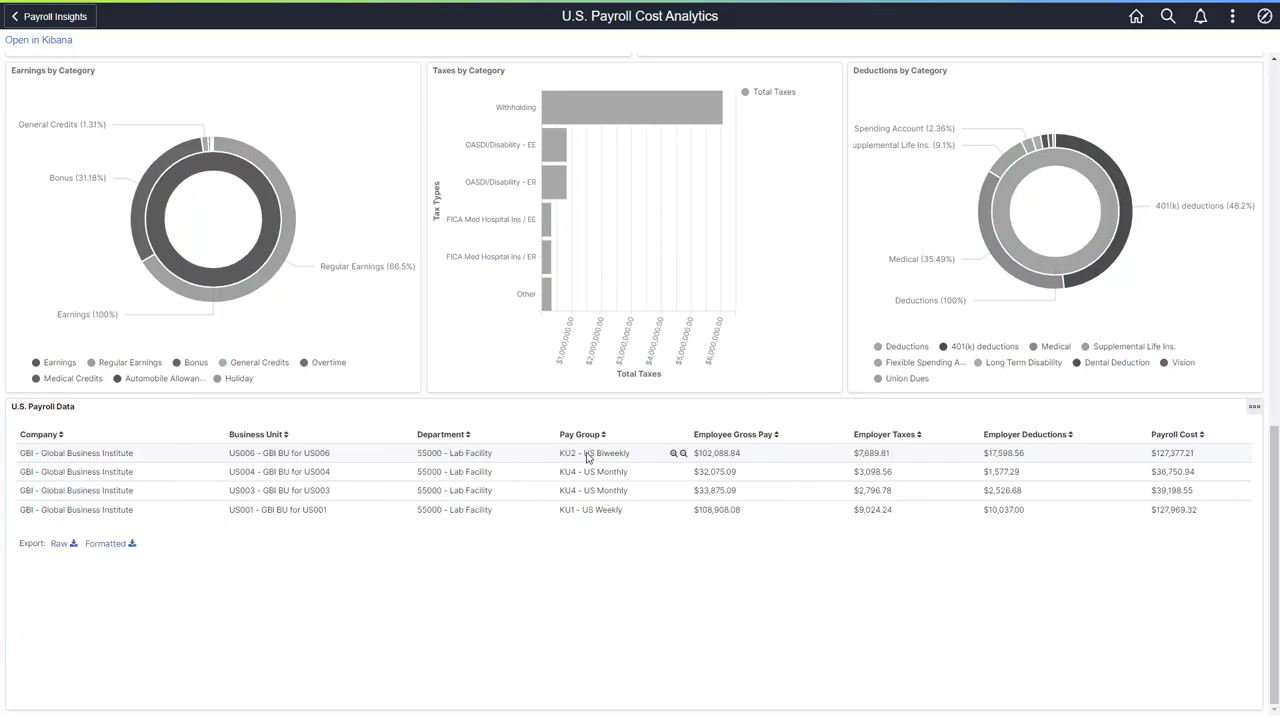 Payroll Insights
U.S. Payroll Cost Analytics
Open in Kibana
Earnings by Category
General Credits (1.31%)
Bonus (31.18%)
Regular Earnings (66.5%)
Earnings (100%)
Earnings Regular Earnings Bonus General Credits Overtime
Medical Credits Automobile Allowan... Holiday
Taxes by Category
Total Taxes
Withholding
OASDI/Disability - EE
OASDI/Disability - ER
FICA Med Hospital Ins / EE
FICA Med Hospital Ins / ER
Other
Tax Types
$1,000,000.00 $2,000,000.00 $3,000,000.00 $4,000,000.00 $5,000,000.00 $6,000,000.00
Total Taxes
Deductions by Category
Spending Account (2.36%)
upplemental Life Ins. (9.1%)
401(k) deductions (48.2%)
Medical (35.49%)
Deductions (100%)
Deductions 401(k) deductions Medical Supplemental Life Ins.
Flexible Spending A... Long Term Disability Dental Deduction Vision
Union Dues
U.S. Payroll Data
Company Business Unit Department Pay Group Employee Gross Pay Employer Taxes Employer Deductions Payroll Cost
GBI - Global Business Institute US006 - GBI BU for US006 55000 - Lab Facility KU2 - US Biweekly $102,088.84 $7,689.81 $17,598.56 $127,377.21
GBI - Global Business Institute US004 - GBI BU for US004 55000 - Lab Facility KU4 - US Monthly $32,075.09 $3,098.56 $1,577.29 $36,750.94
GBI - Global Business Institute US003 - GBI BU for US003 55000 - Lab Facility KU4 - US Monthly $33,875.09 $2,796.78 $2,526.68 $39,198.55
GBI - Global Business Institute US001 - GBI BU for US001 55000 - Lab Facility KU1 - US Weekly $108,908.08 $9,024.24 $10,037.00 $127,969.32
Export: Raw Formatted